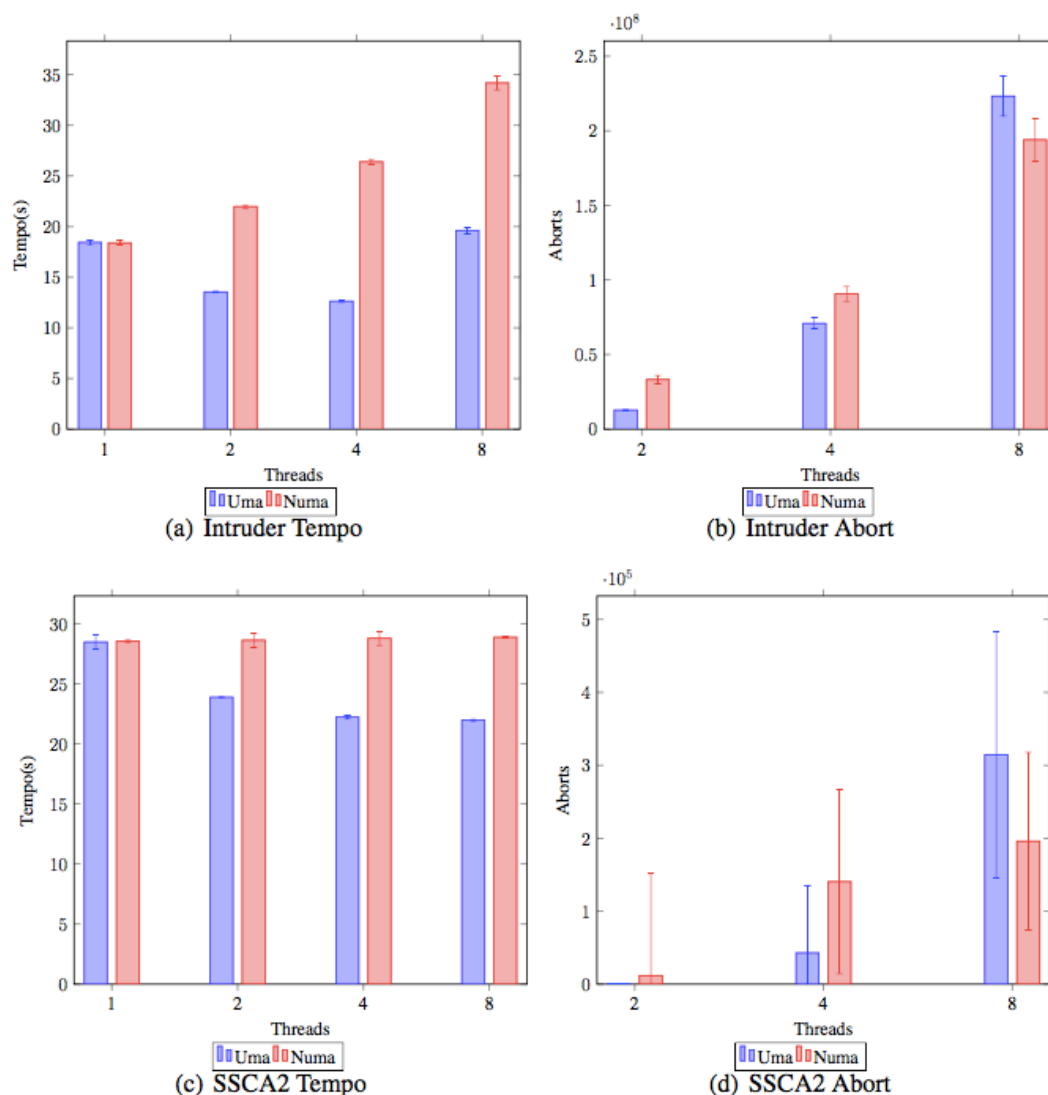 35
30
25
20
15
10
5
0
Tempo(s)
1 2 4 8
Threads
Uma Numa
(a) Intruder Tempo
·10^8
2.5
2
1.5
1
0.5
0
Aborts
2 4 8
Threads
Uma Numa
(b) Intruder Abort
30
25
20
15
10
5
0
Tempo(s)
1 2 4 8
Threads
Uma Numa
(c) SSCA2 Tempo
·10^5
5
4
3
2
1
0
Aborts
2 4 8
Threads
Uma Numa
(d) SSCA2 Abort